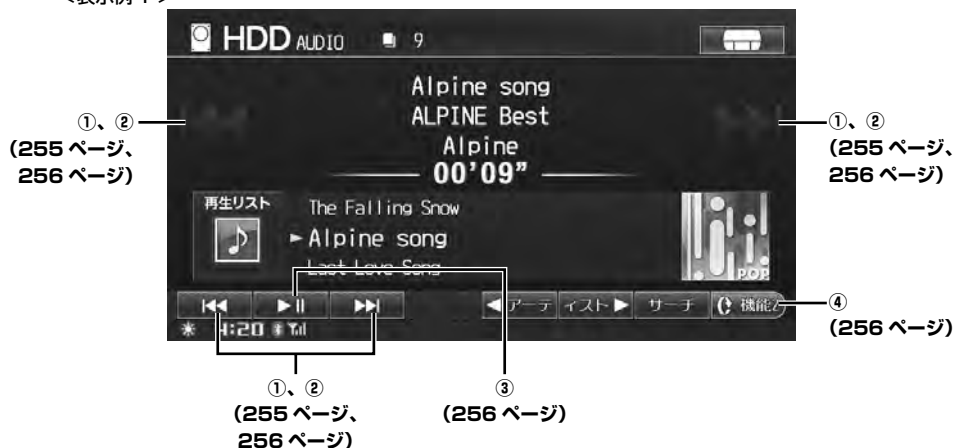 HDD AUDIO 9
Alpine song
ALPINE Best
Alpine
00'09"
①、②
(255 ページ、
256 ページ)
①、②
(255 ページ、
256 ページ)
再生リスト
The Falling Snow
►Alpine song
Last Love Song
POP
◀アーテ ィスト▶ サーチ 機能2
4:20
④
(256 ページ)
①、②
(255 ページ、
256 ページ)
③
(256 ページ)